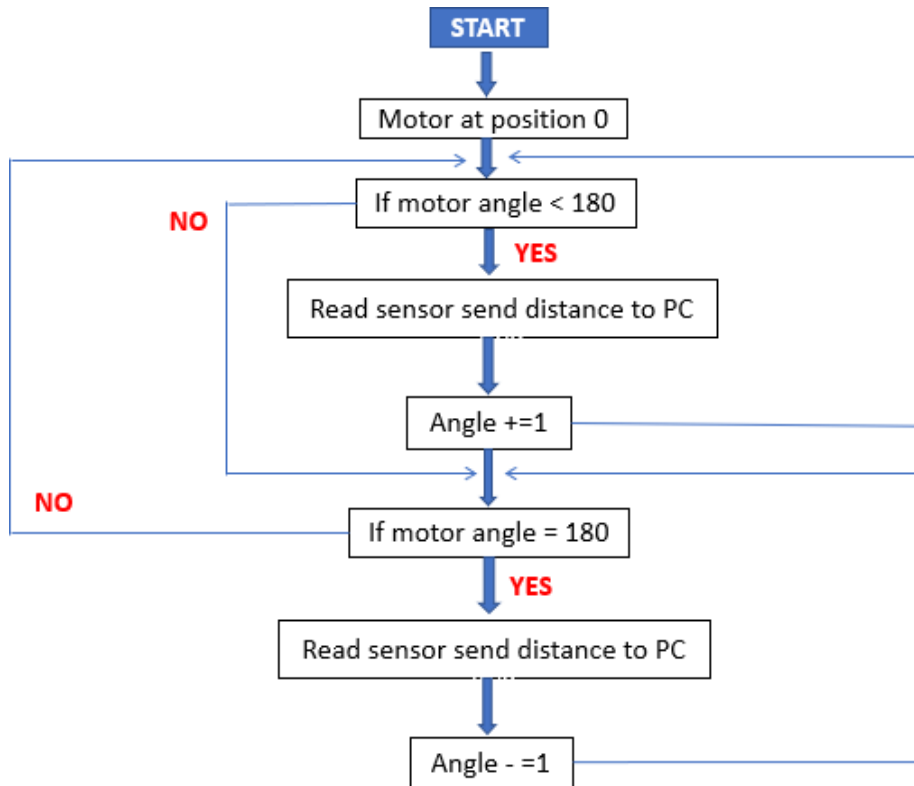 START
Motor at position 0
If motor angle < 180
NO
YES
Read sensor send distance to PC
Angle +=1
NO
If motor angle = 180
YES
Read sensor send distance to PC
Angle - =1